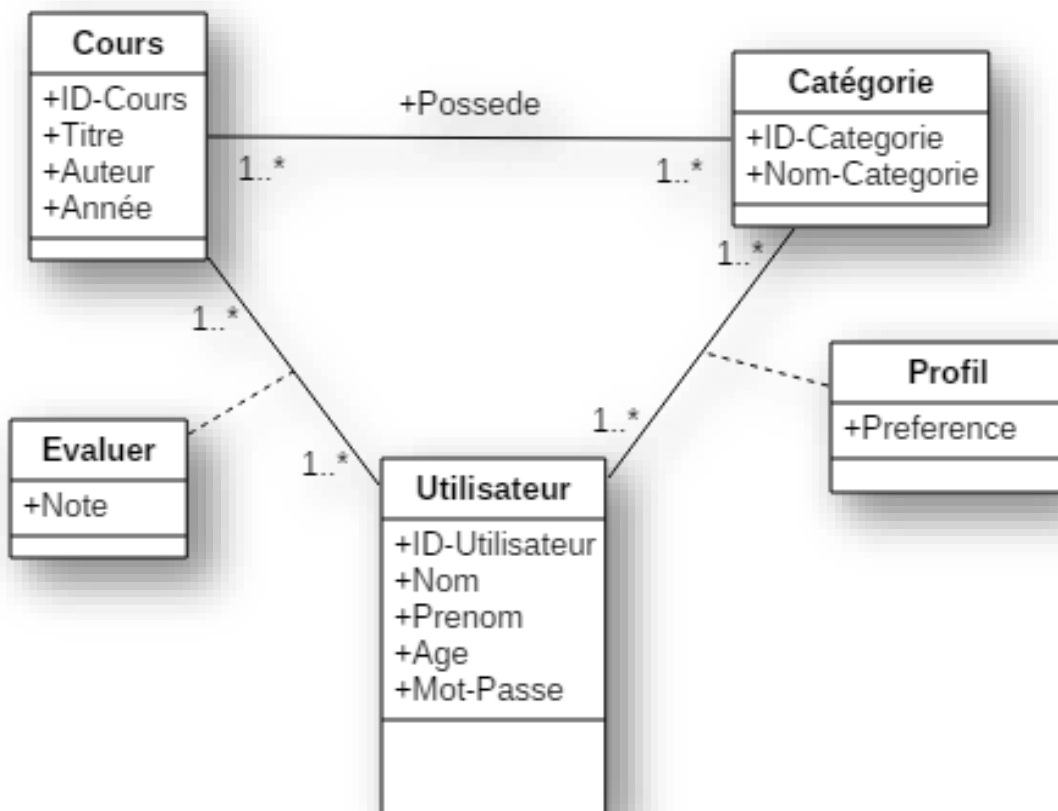 Cours
+ID-Cours
+Titre
+Auteur
+Année
+Possede
1..*
1..*
Catégorie
+ID-Categorie
+Nom-Categorie
1..*
1..*
1..*
1..*
Evaluer
+Note
Profil
+Preference
Utilisateur
+ID-Utilisateur
+Nom
+Prenom
+Age
+Mot-Passe